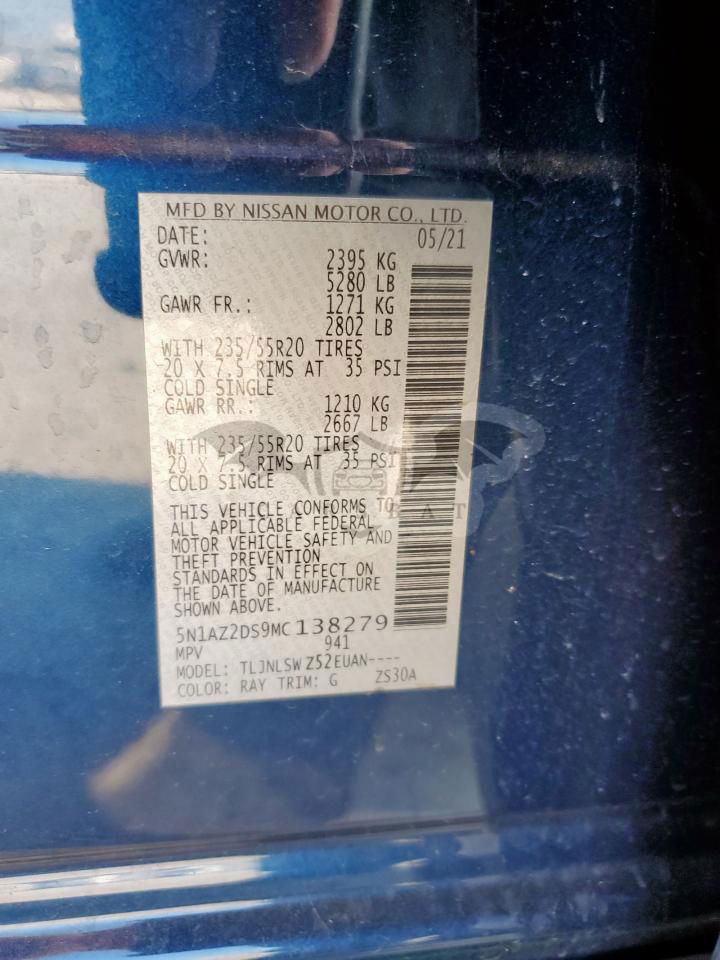 MFD BY NISSAN MOTOR CO., LTD.
DATE: 05/21
GVWR: 2395 KG
5280 LB
GAWR FR.: 1271 KG
2802 LB
WITH 235/55R20 TIRES
20 X 7.5 RIMS AT 35 PSI
COLD SINGLE
GAWR RR.: 1210 KG
2667 LB
WITH 235/55R20 TIRES
20 X 7.5 RIMS AT 35 PSI
COLD SINGLE
THIS VEHICLE CONFORMS TO
ALL APPLICABLE FEDERAL
MOTOR VEHICLE SAFETY AND
THEFT PREVENTION
STANDARDS IN EFFECT ON
THE DATE OF MANUFACTURE
SHOWN ABOVE.
5N1AZ2DS9MC138279
MPV 941
MODEL: TLJNLSW Z52EUAN----
COLOR: RAY TRIM: G ZS30A